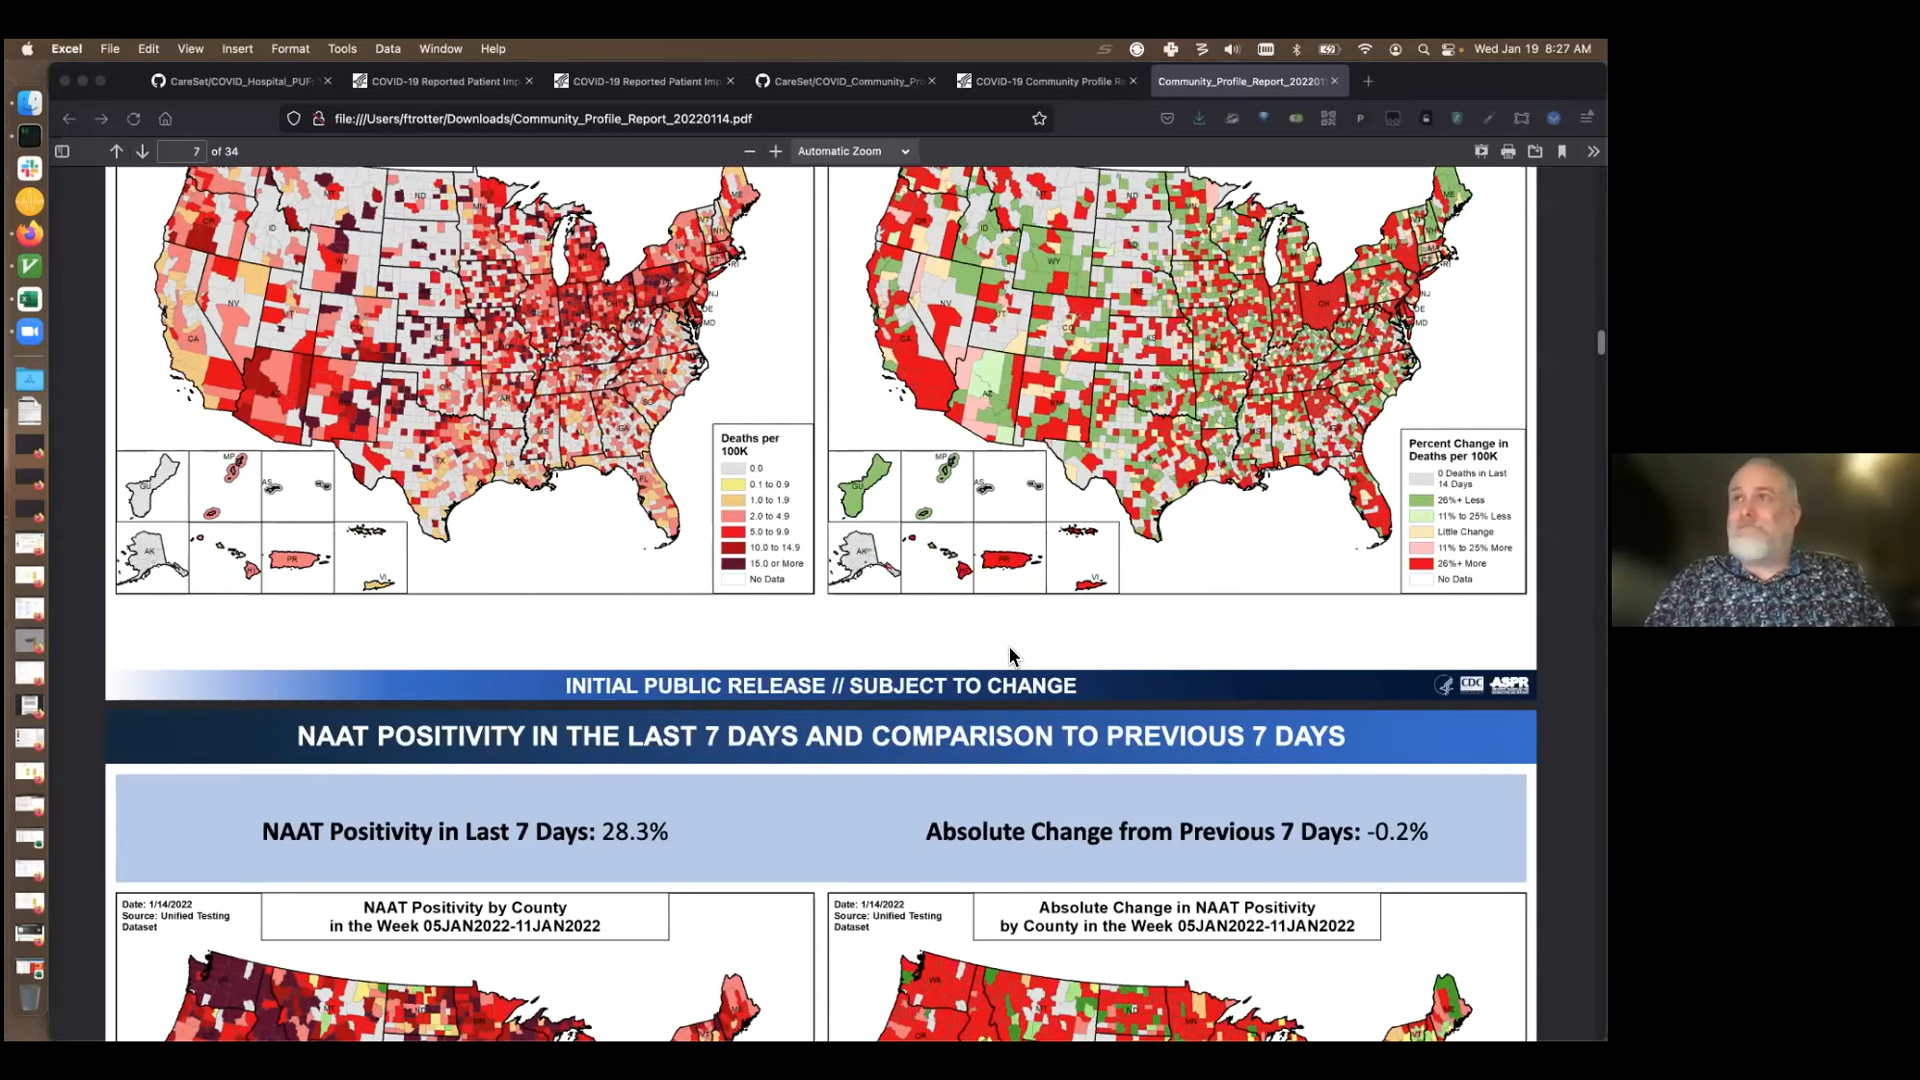 Excel File Edit View Insert Format Tools Data Window Help Wed Jan 19 8:27 AM
CareSet/COVID_Hospital_PUF: COVID-19 Reported Patient Imp COVID-19 Reported Patient Imp CareSet/COVID_Community_Pro COVID-19 Community Profile Re Community_Profile_Report_202201
file:///Users/ftrotter/Downloads/Community_Profile_Report_20220114.pdf
7 of 34 Automatic Zoom
Deaths per
100K
0.0
0.1 to 0.9
1.0 to 1.9
2.0 to 4.9
5.0 to 9.9
10.0 to 14.9
15.0 or More
No Data
Percent Change in
Deaths per 100K
0 Deaths in Last
14 Days
26%+ Less
11% to 25% Less
Little Change
11% to 25% More
26%+ More
No Data
INITIAL PUBLIC RELEASE // SUBJECT TO CHANGE
CDC ASPR
NAAT POSITIVITY IN THE LAST 7 DAYS AND COMPARISON TO PREVIOUS 7 DAYS
NAAT Positivity in Last 7 Days: 28.3%
Absolute Change from Previous 7 Days: -0.2%
Date: 1/14/2022
Source: Unified Testing
Dataset
NAAT Positivity by County
in the Week 05JAN2022-11JAN2022
Date: 1/14/2022
Source: Unified Testing
Dataset
Absolute Change in NAAT Positivity
by County in the Week 05JAN2022-11JAN2022